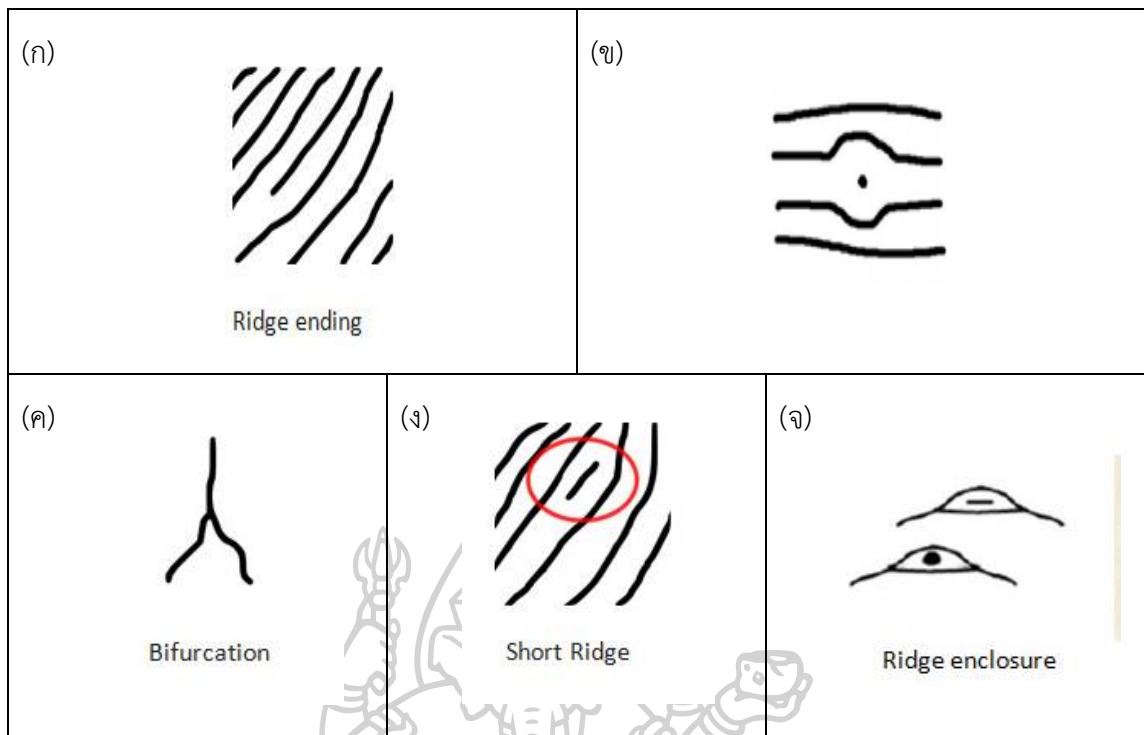 (ก)
(ข)
Ridge ending
(ค)
(ง)
(จ)
Bifurcation
Short Ridge
Ridge enclosure